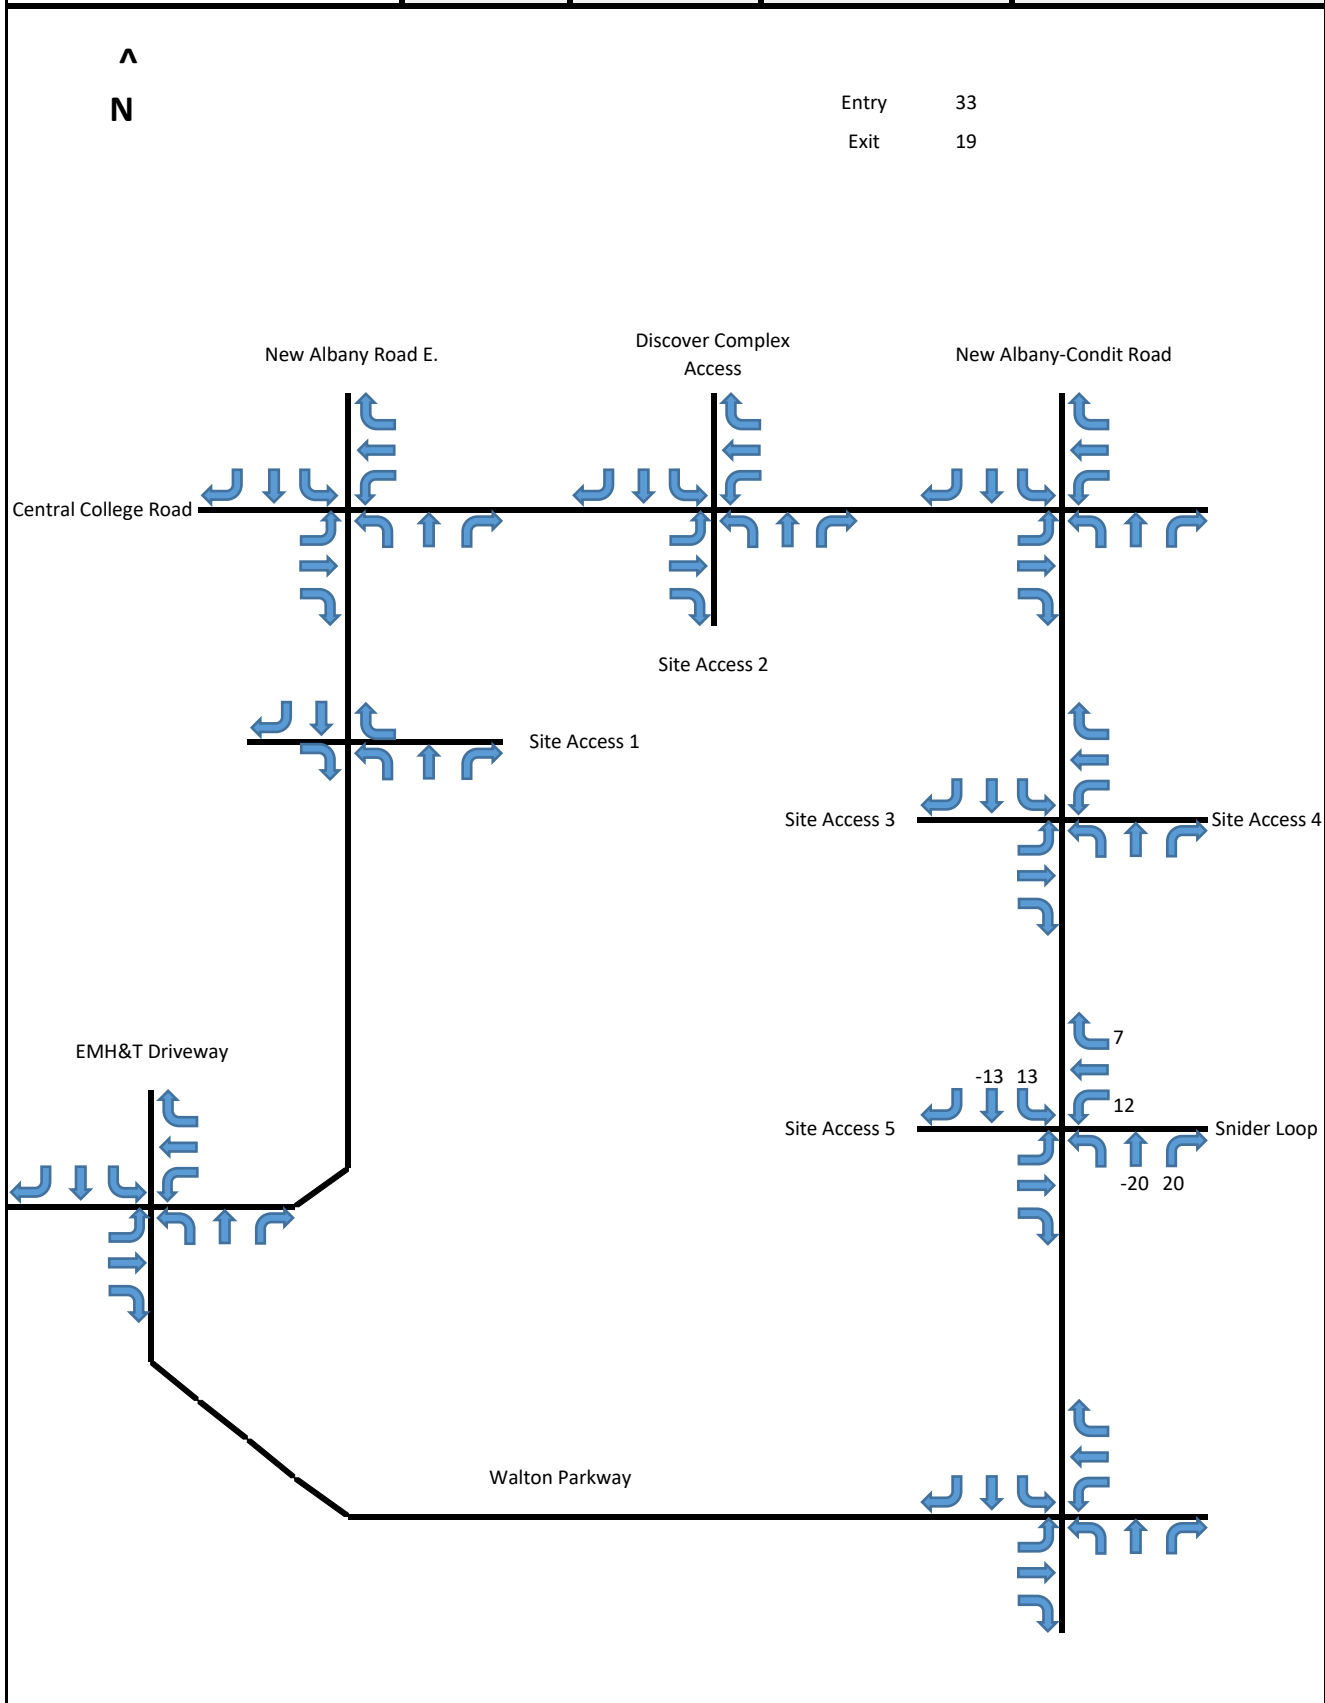 ^
N
Entry 33
Exit 19
New Albany Road E.
Discover Complex
Access
New Albany-Condit Road
Central College Road
Site Access 2
Site Access 1
Site Access 3
Site Access 4
EMH&T Driveway
7
-13 13
12
Site Access 5
Snider Loop
-20 20
Walton Parkway